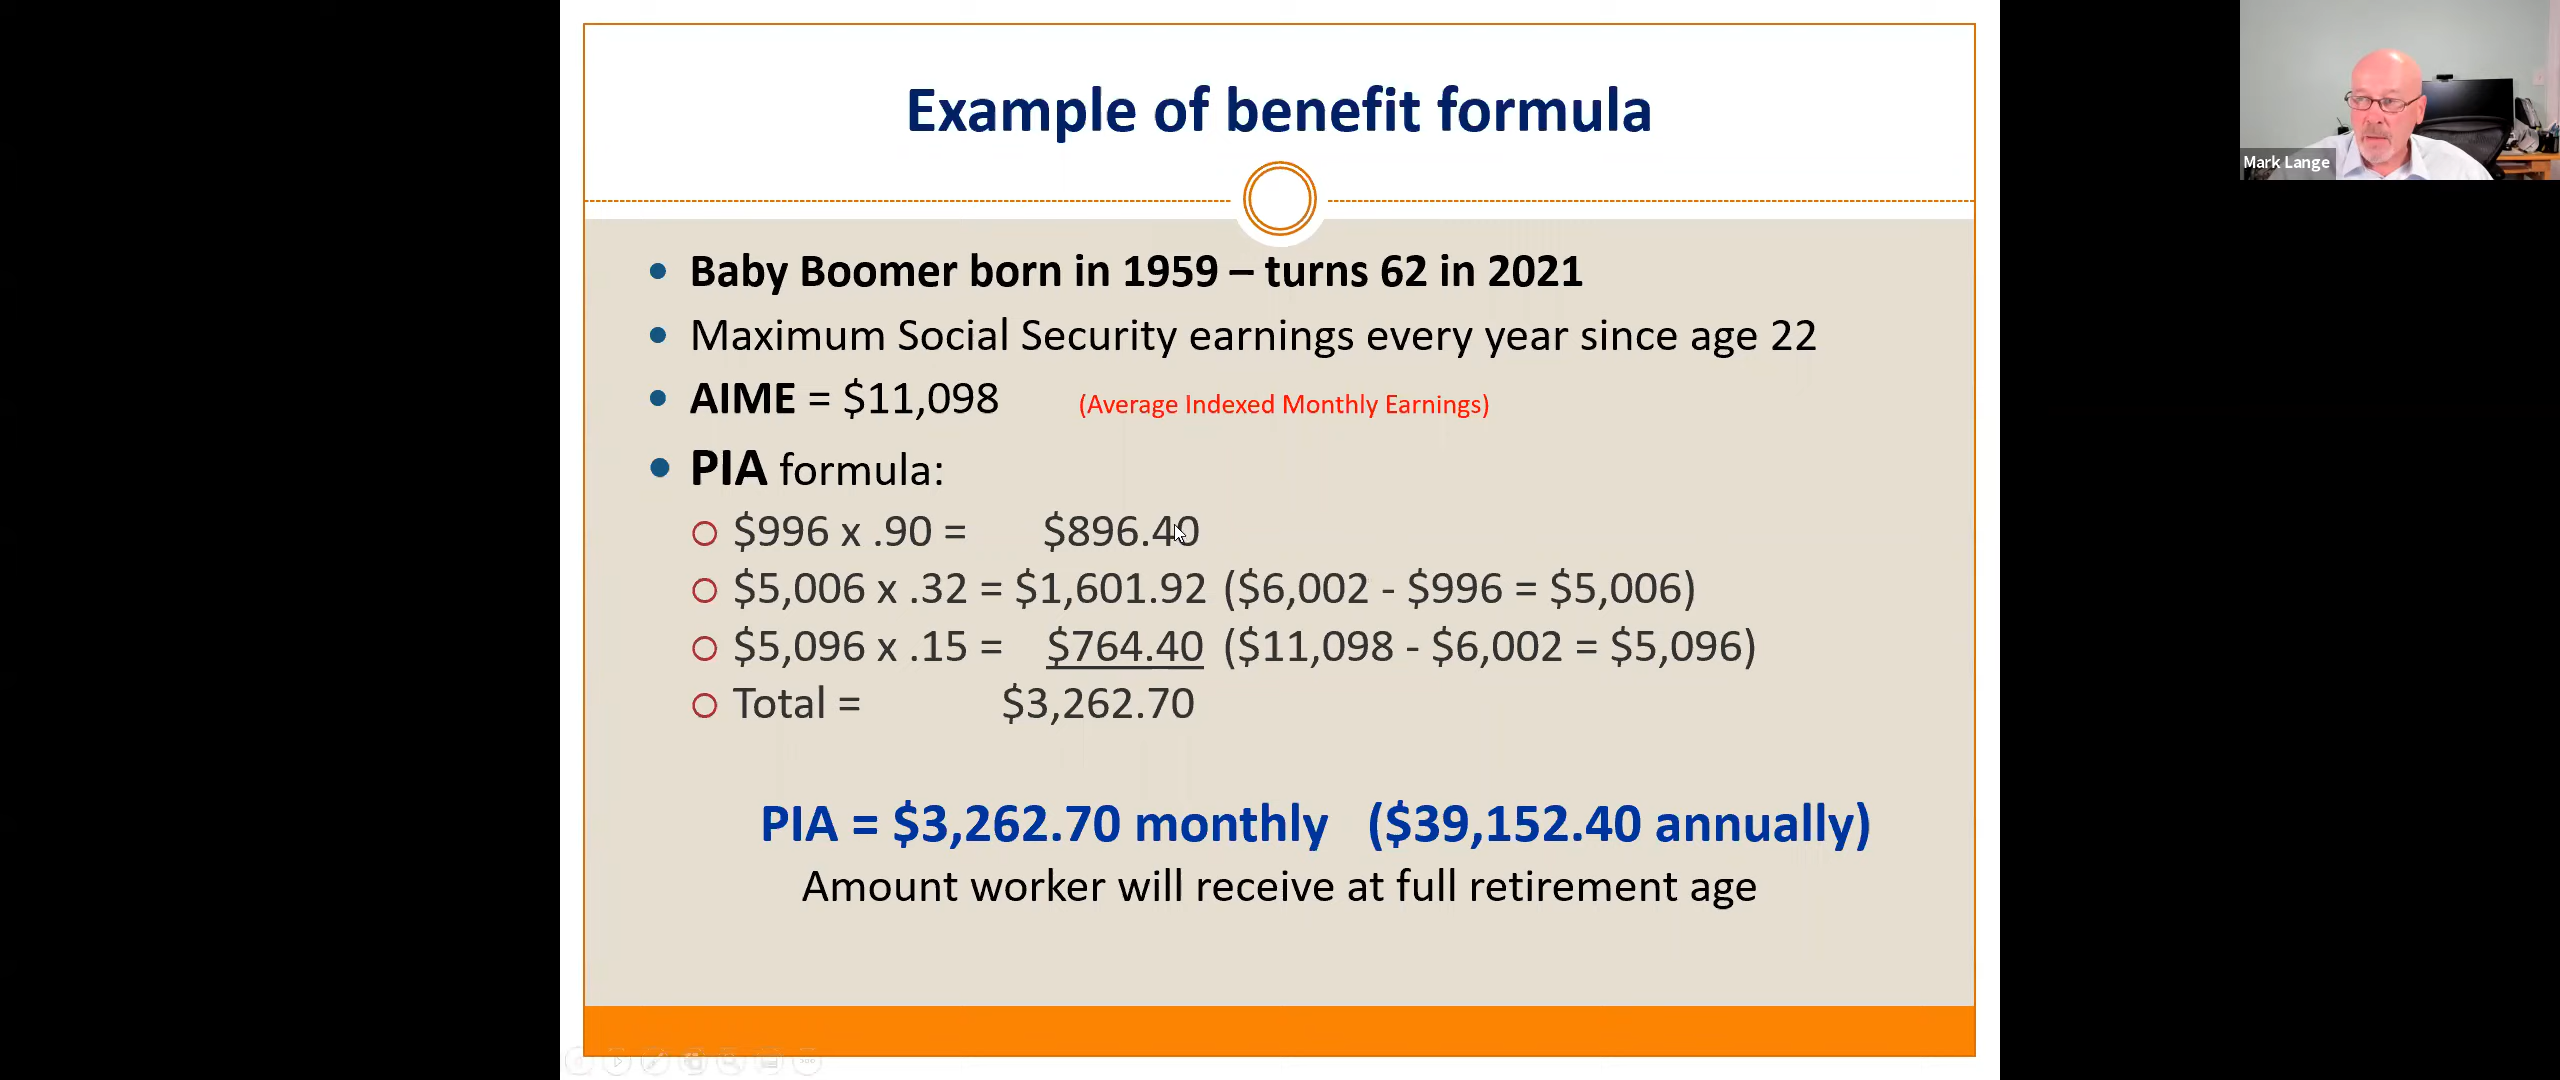 Example of benefit formula
Mark Lange
Baby Boomer born in 1959 – turns 62 in 2021
Maximum Social Security earnings every year since age 22
AIME = $11,098 (Average Indexed Monthly Earnings)
PIA formula:
$996 x .90 = $896.40
$5,006 x .32 = $1,601.92 ($6,002 - $996 = $5,006)
$5,096 x .15 = $764.40 ($11,098 - $6,002 = $5,096)
Total = $3,262.70
PIA = $3,262.70 monthly ($39,152.40 annually)
Amount worker will receive at full retirement age